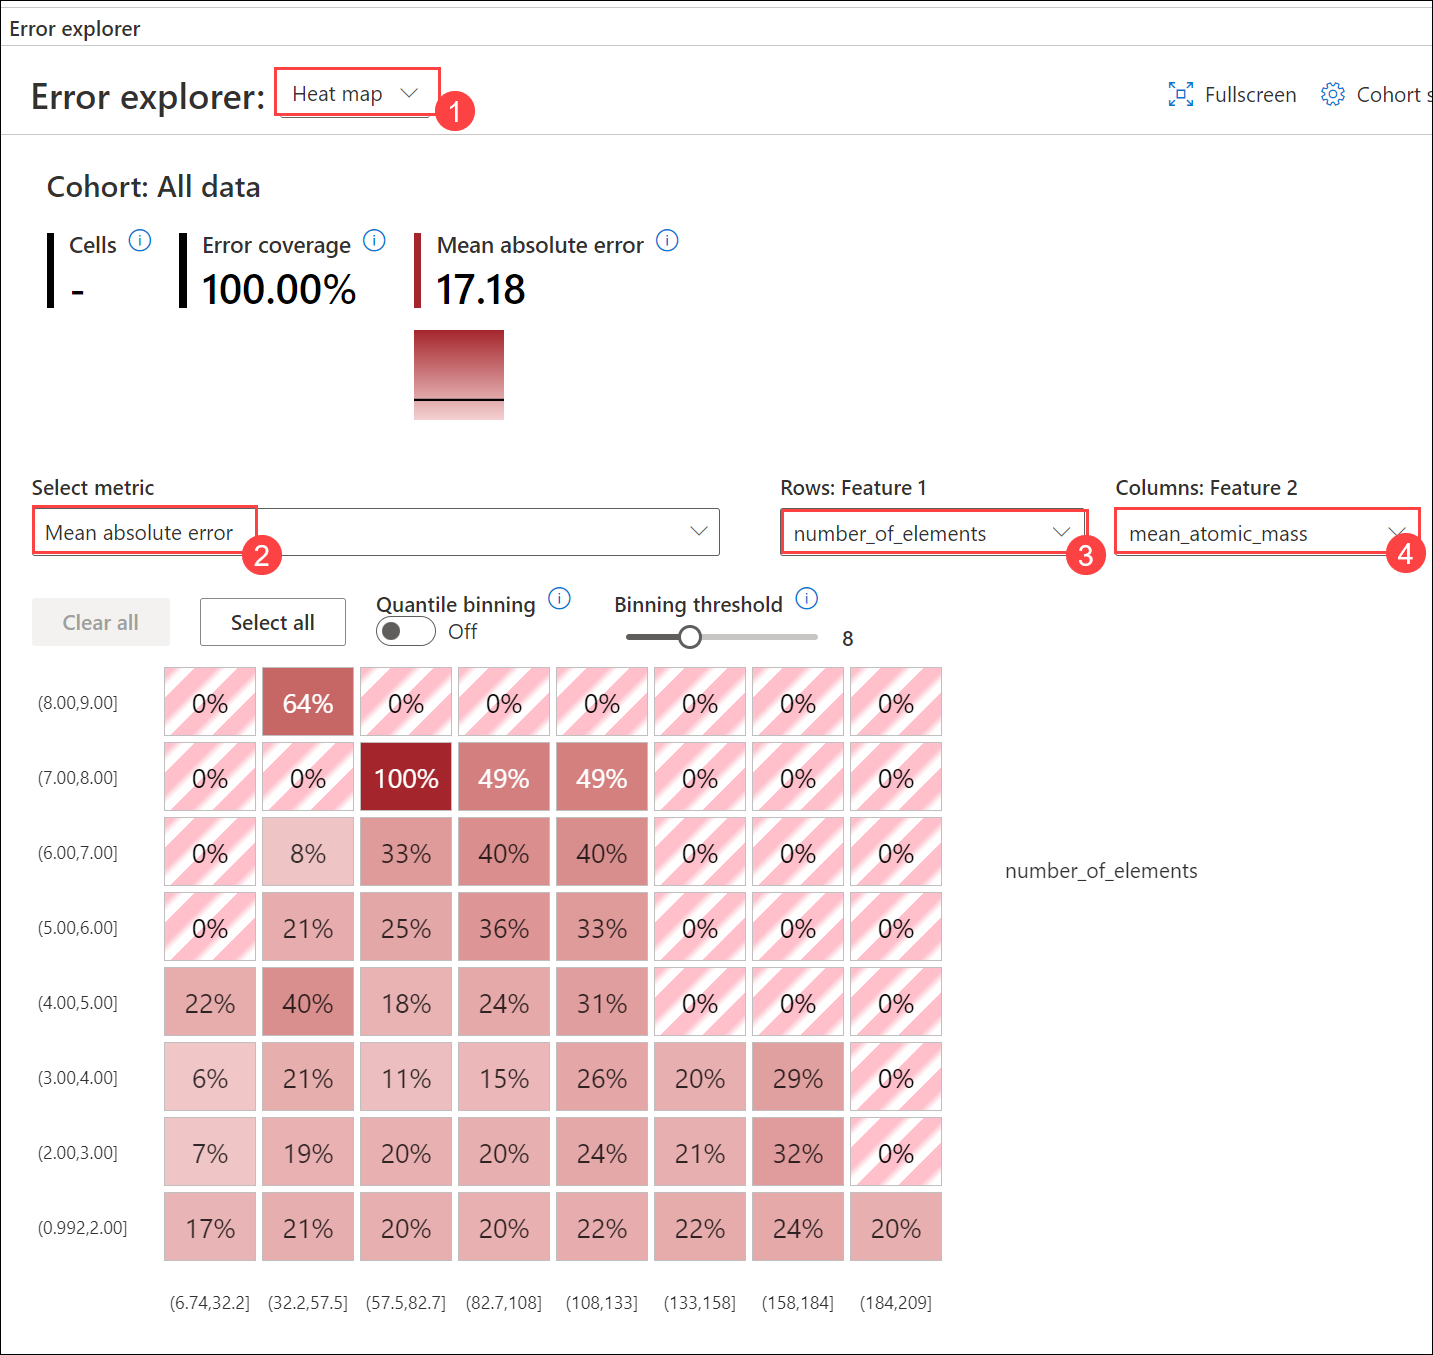 Error explorer
Error explorer: Heat map 1 Fullscreen Cohort s
Cohort: All data
Cells Error coverage Mean absolute error
- 100.00% 17.18
Select metric Rows: Feature 1 Columns: Feature 2
Mean absolute error 2 number_of_elements 3 mean_atomic_mass 4
Clear all Select all Quantile binning Off Binning threshold 8
(8.00,9.00] 0% 64% 0% 0% 0% 0% 0% 0%
(7.00,8.00] 0% 0% 100% 49% 49% 0% 0% 0%
(6.00,7.00] 0% 8% 33% 40% 40% 0% 0% 0%
number_of_elements
(5.00,6.00] 0% 21% 25% 36% 33% 0% 0% 0%
(4.00,5.00] 22% 40% 18% 24% 31% 0% 0% 0%
(3.00,4.00] 6% 21% 11% 15% 26% 20% 29% 0%
(2.00,3.00] 7% 19% 20% 20% 24% 21% 32% 0%
(0.992,2.00] 17% 21% 20% 20% 22% 22% 24% 20%
(6.74,32.2] (32.2,57.5] (57.5,82.7] (82.7,108] (108,133] (133,158] (158,184] (184,209]